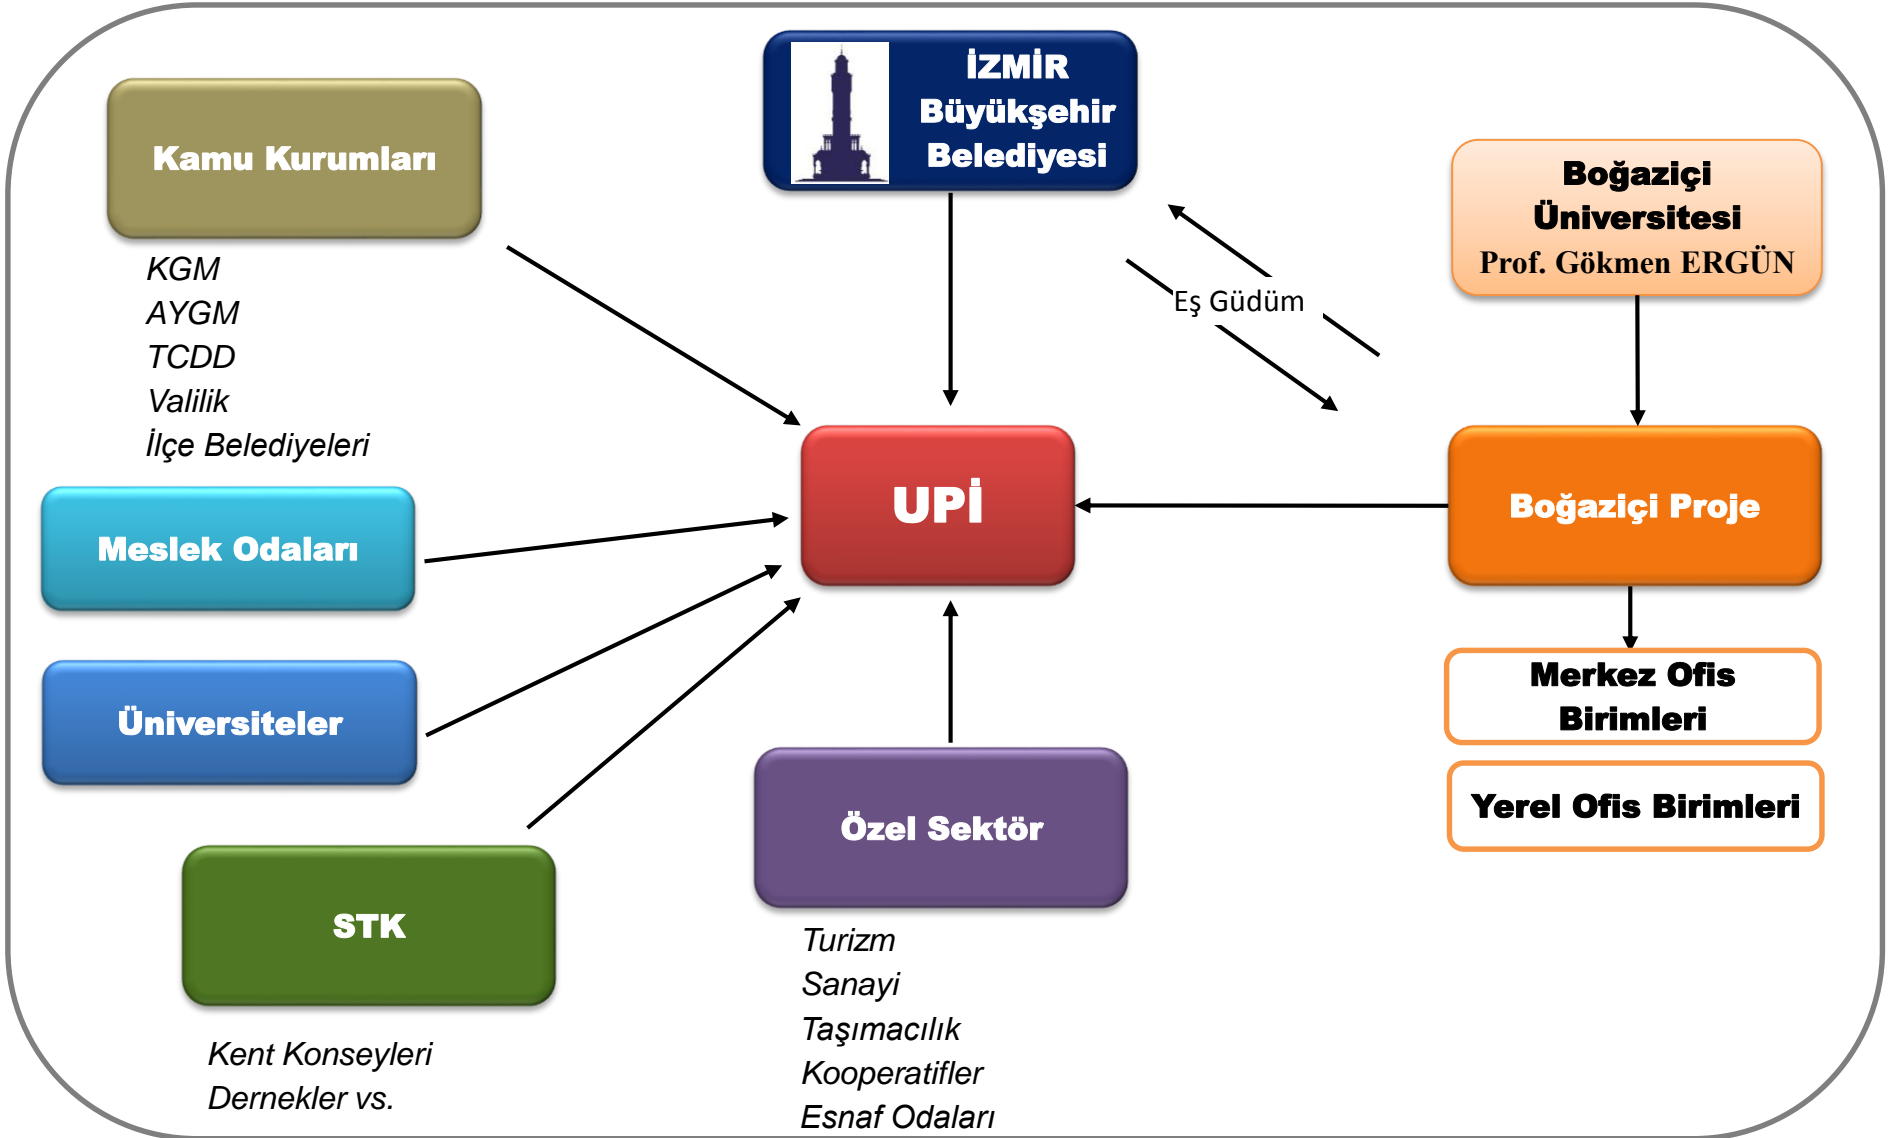 İZMİR
Büyükşehir
Belediyesi
Kamu Kurumları
KGM
AYGM
TCDD
Valilik
İlçe Belediyeleri
Boğaziçi
Üniversitesi
Prof. Gökmen ERGÜN
Eş Güdüm
Meslek Odaları
UPİ
Boğaziçi Proje
Üniversiteler
Merkez Ofis
Birimleri
Yerel Ofis Birimleri
STK
Kent Konseyleri
Dernekler vs.
Özel Sektör
Turizm
Sanayi
Taşımacılık
Kooperatifler
Esnaf Odaları